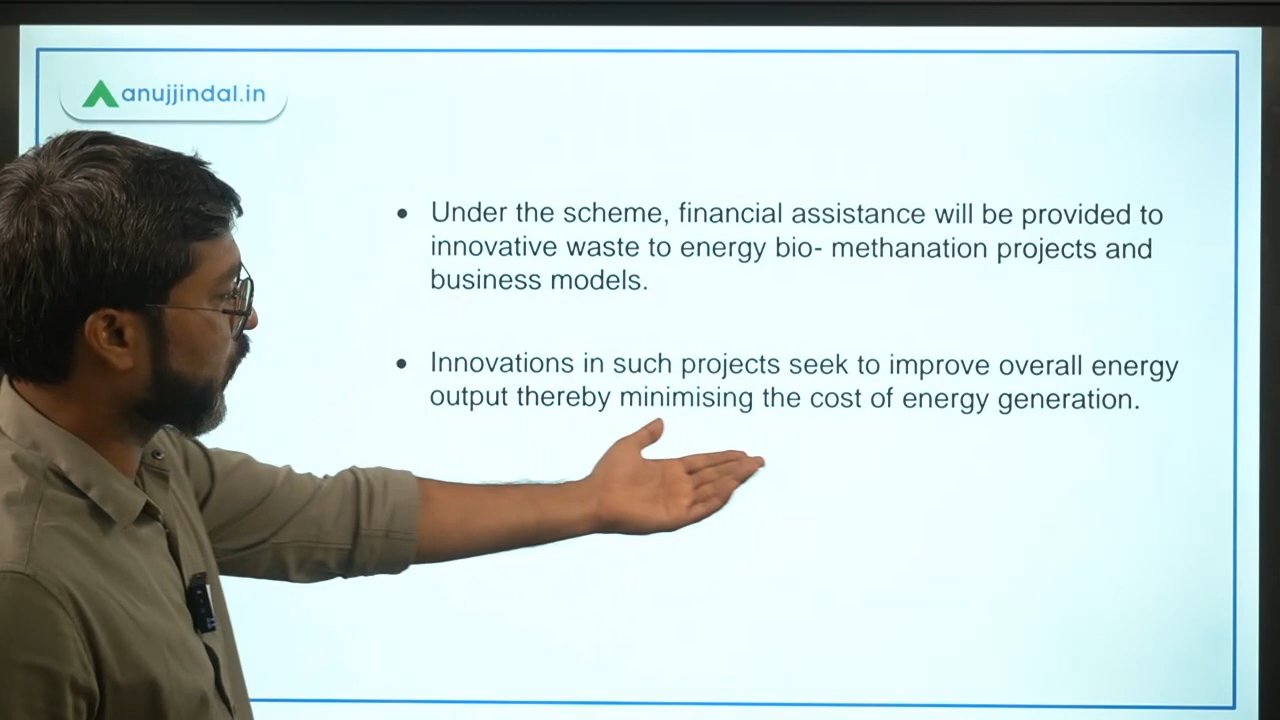 anujjindal.in
• Under the scheme, financial assistance will be provided to
innovative waste to energy bio- methanation projects and
business models.
• Innovations in such projects seek to improve overall energy
output thereby minimising the cost of energy generation.